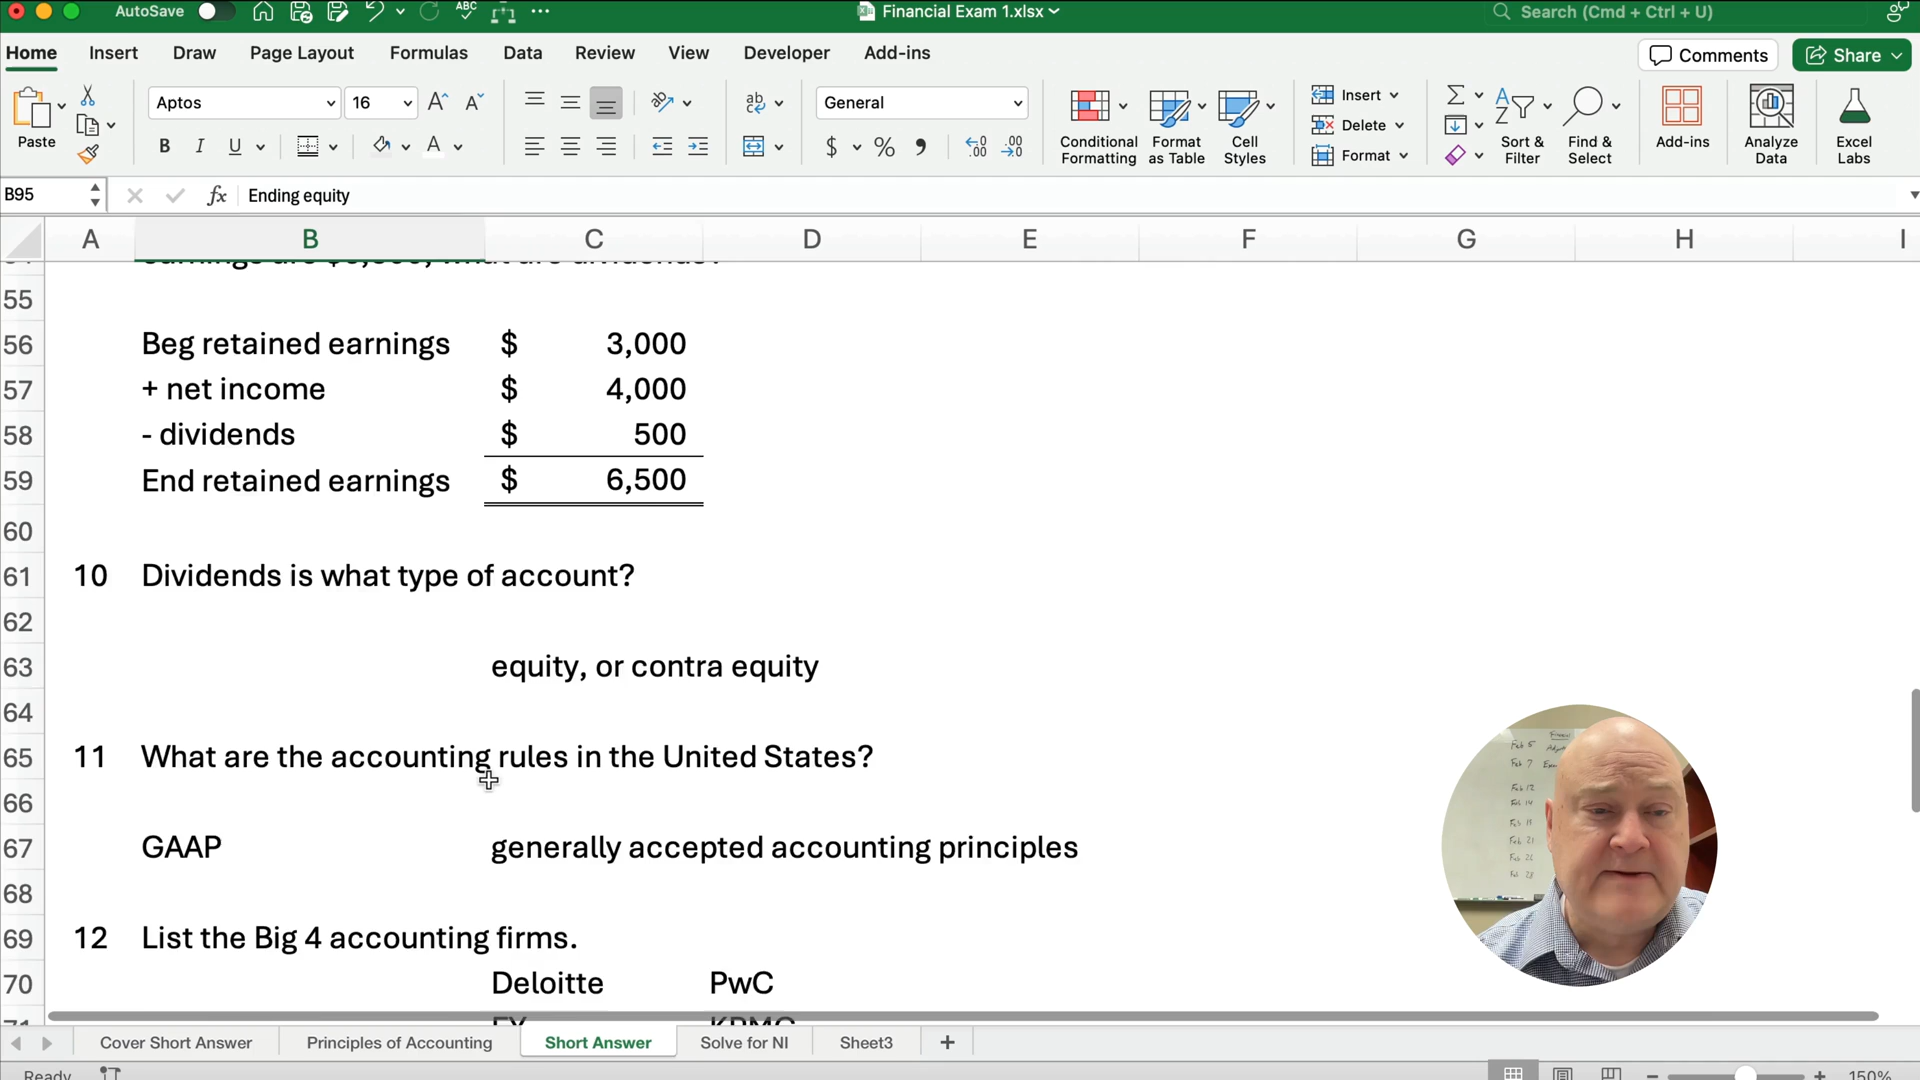 AutoSave
ABC
Financial Exam 1.xlsx
Search (Cmd + Ctrl + U)
Home Insert Draw Page Layout Formulas Data Review View Developer Add-ins
Comments Share
Paste
Aptos 16
General
Conditional Formatting
Format as Table
Cell Styles
Insert
Delete
Format
Sort & Filter
Find & Select
Add-ins
Analyze Data
Excel Labs
B95 fx Ending equity
A B C D E F G H I
55
56 Beg retained earnings $ 3,000
57 + net income $ 4,000
58 - dividends $ 500
59 End retained earnings $ 6,500
60
61 10 Dividends is what type of account?
62
63 equity, or contra equity
64
65 11 What are the accounting rules in the United States?
66
67 GAAP generally accepted accounting principles
68
69 12 List the Big 4 accounting firms.
70 Deloitte PwC
Cover Short Answer Principles of Accounting Short Answer Solve for NI Sheet3 +
Ready
150%